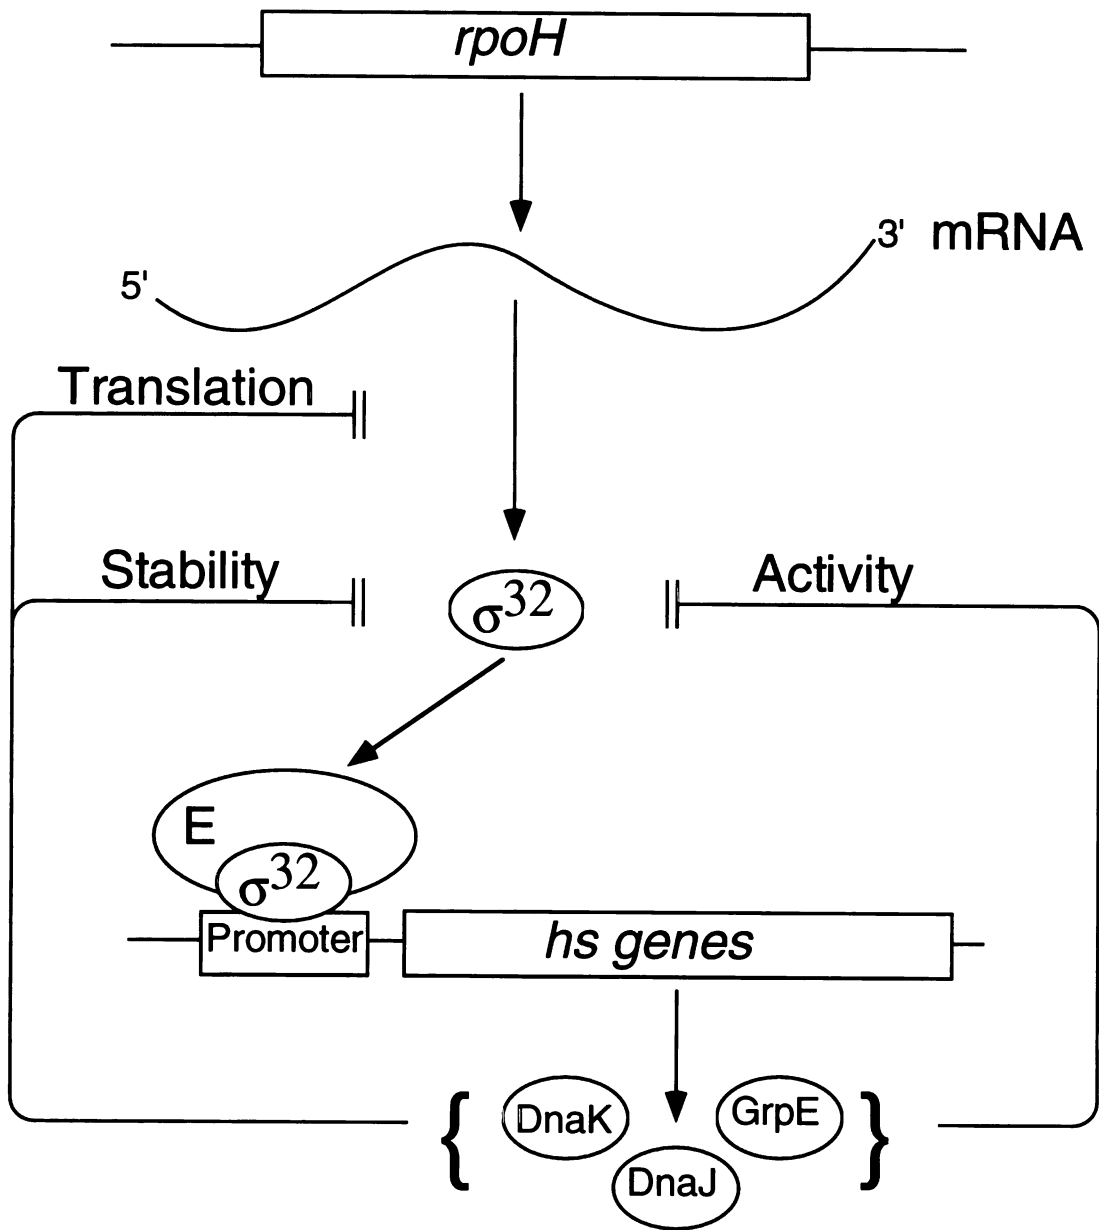 rpoH
5'
3' mRNA
Translation
Stability
σ32
Activity
E
σ32
Promoter
hs genes
{ DnaK GrpE }
DnaJ